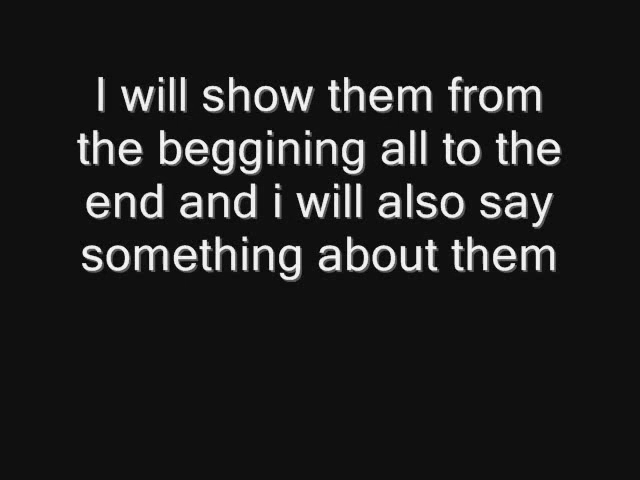 I will show them from
the beggining all to the
end and i will also say
something about them